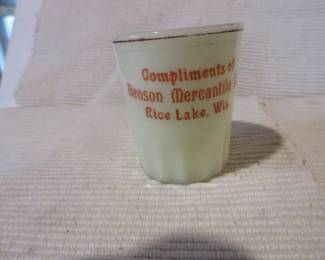 Compliments of
Benson Mercantile
Rice Lake, Wis.